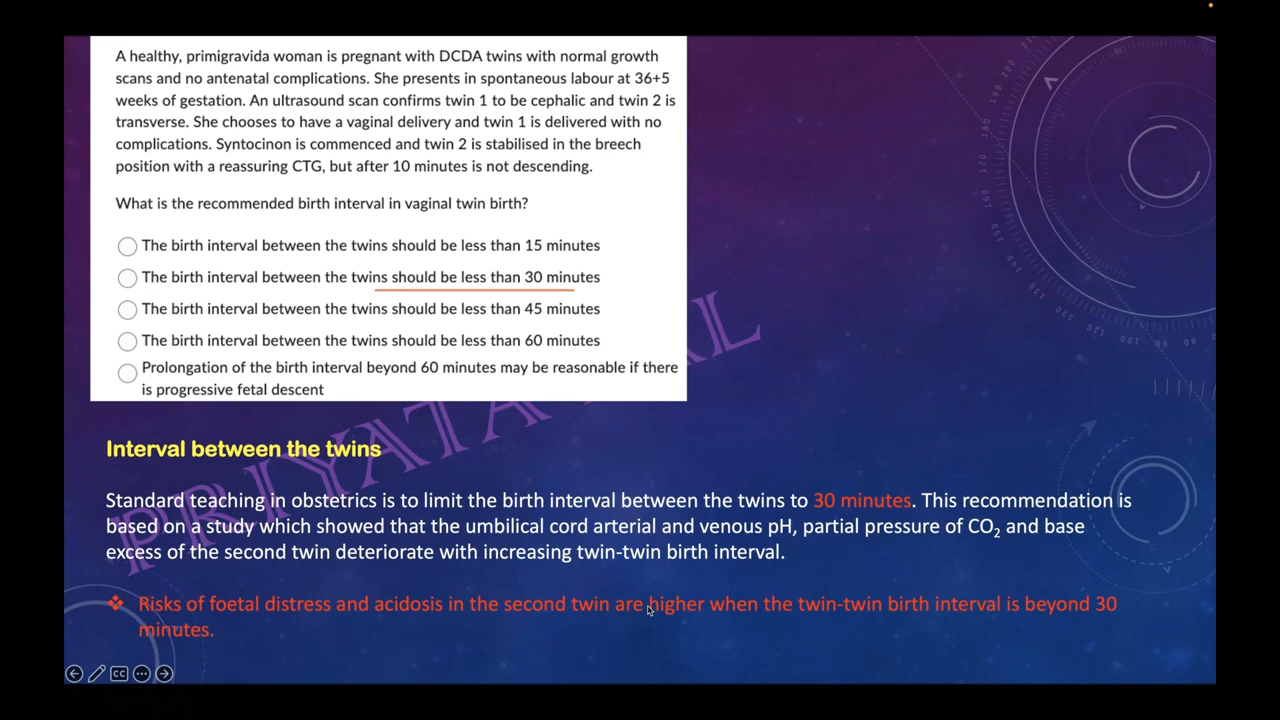 A healthy, primigravida woman is pregnant with DCDA twins with normal growth
scans and no antenatal complications. She presents in spontaneous labour at 36+5
weeks of gestation. An ultrasound scan confirms twin 1 to be cephalic and twin 2 is
transverse. She chooses to have a vaginal delivery and twin 1 is delivered with no
complications. Syntocinon is commenced and twin 2 is stabilised in the breech
position with a reassuring CTG, but after 10 minutes is not descending.
What is the recommended birth interval in vaginal twin birth?
The birth interval between the twins should be less than 15 minutes
The birth interval between the twins should be less than 30 minutes
The birth interval between the twins should be less than 45 minutes
The birth interval between the twins should be less than 60 minutes
Prolongation of the birth interval beyond 60 minutes may be reasonable if there
is progressive fetal descent
Interval between the twins
Standard teaching in obstetrics is to limit the birth interval between the twins to 30 minutes. This recommendation is
based on a study which showed that the umbilical cord arterial and venous pH, partial pressure of CO₂ and base
excess of the second twin deteriorate with increasing twin-twin birth interval.
❖ Risks of foetal distress and acidosis in the second twin are higher when the twin-twin birth interval is beyond 30
minutes.
CC